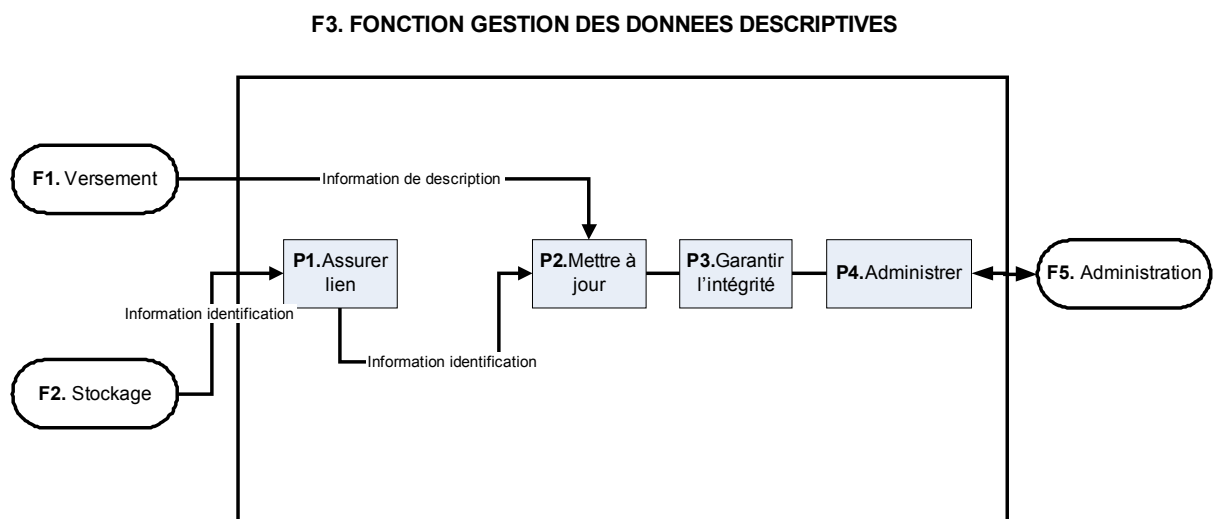 F3. FONCTION GESTION DES DONNEES DESCRIPTIVES
F1. Versement
Information de description
P1.Assurer
lien
P2.Mettre à
jour
P3.Garantir
l'intégrité
P4.Administrer
F5. Administration
Information identification
Information identification
F2. Stockage